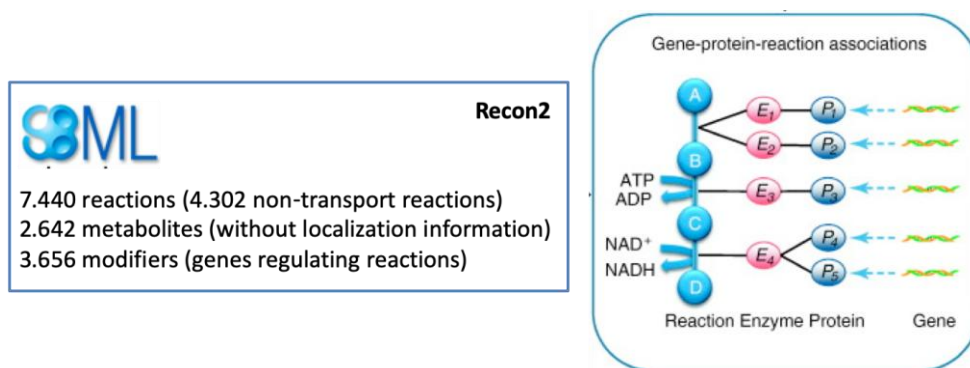 Recon2
SBML
7.440 reactions (4.302 non-transport reactions)
2.642 metabolites (without localization information)
3.656 modifiers (genes regulating reactions)
Gene-protein-reaction associations
A
E1 P1
E2 P2
B
ATP
ADP
E3 P3
C
P4
NAD+
NADH
E4
P5
D
Reaction Enzyme Protein Gene